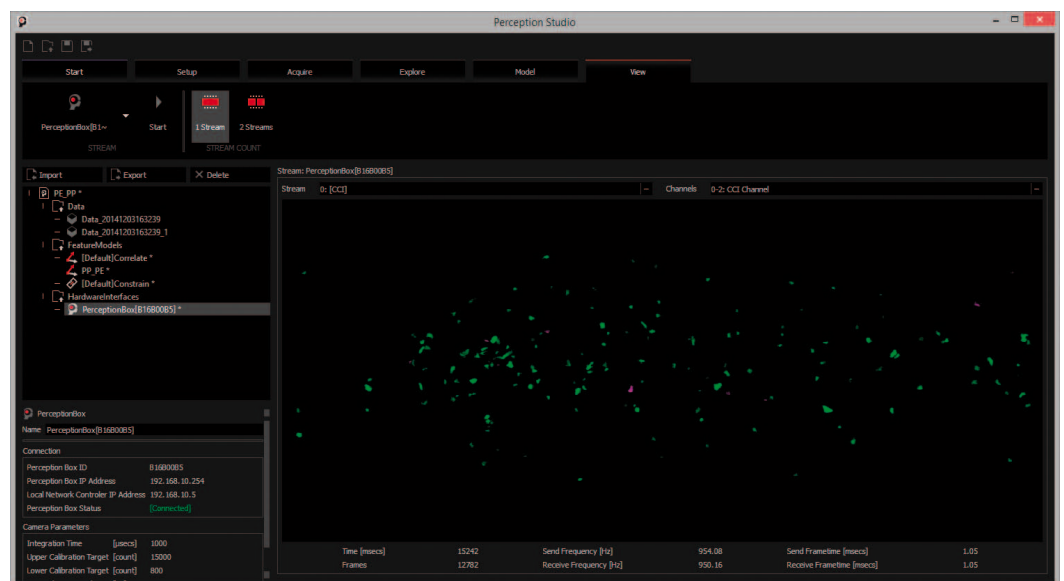 Perception Studio
Start Setup Acquire Explore Model View
PerceptionBox[B1~ Start 1 Stream 2 Streams
STREAM STREAM COUNT
Import Export Delete
Stream: PerceptionBox[B16B00B5]
Stream 0: [CCI] Channels 0-2: CCI Channel
PE_PP *
Data
Data_20141203163239
Data_20141203163239_1
FeatureModels
[Default]Correlate *
PP_PE *
[Default]Constrain *
HardwareInterfaces
PerceptionBox[B16B00B5] *
PerceptionBox
Name PerceptionBox[B16B00B5]
Connection
Perception Box ID B16B00B5
Perception Box IP Address 192.168.10.254
Local Network Controler IP Address 192.168.10.5
Perception Box Status [Connected]
Camera Parameters
Integration Time [µsecs] 1000
Upper Calibration Target [count] 15000
Lower Calibration Target [count] 800
Time [msecs] 15242 Send Frequency [Hz] 954.08 Send Frametime [msecs] 1.05
Frames 12782 Receive Frequency [Hz] 950.16 Receive Frametime [msecs] 1.05